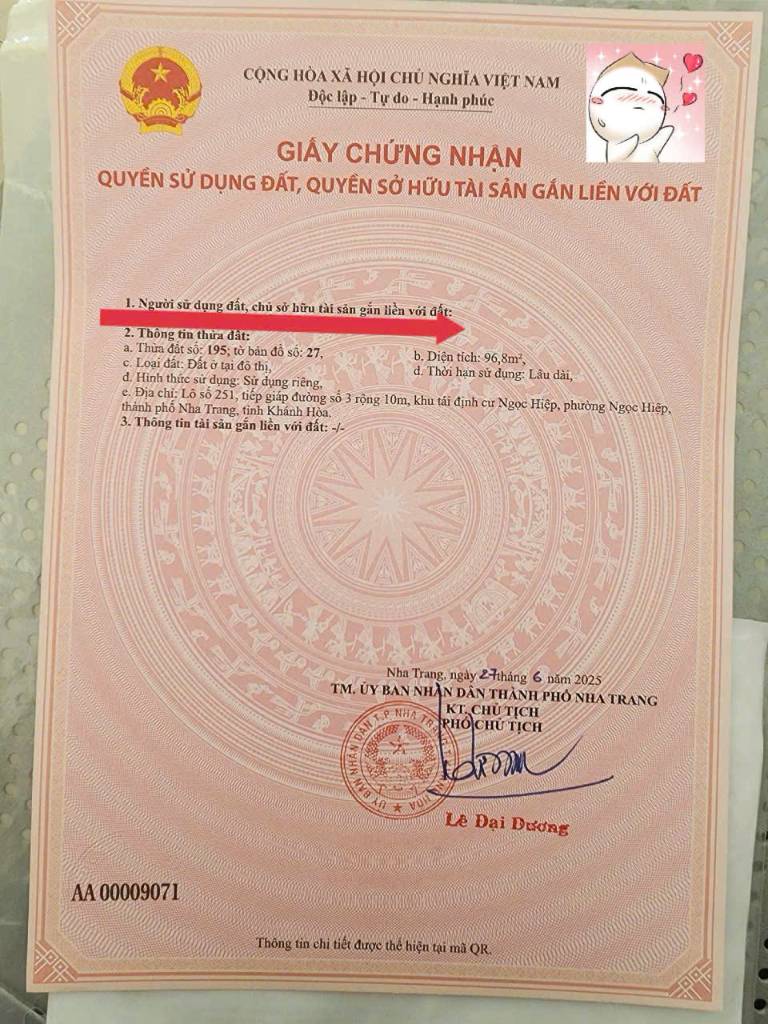 CỘNG HÒA XÃ HỘI CHỦ NGHĨA VIỆT NAM
Độc lập - Tự do - Hạnh phúc
GIẤY CHỨNG NHẬN
QUYỀN SỬ DỤNG ĐẤT, QUYỀN SỞ HỮU TÀI SẢN GẮN LIỀN VỚI ĐẤT
1. Người sử dụng đất, chủ sở hữu tài sản gắn liền với đất:
2. Thông tin thửa đất:
a. Thửa đất số: 195; tờ bản đồ số: 27, b. Diện tích: 96,8m²,
c. Loại đất: Đất ở tại đô thị, d. Thời hạn sử dụng: Lâu dài,
đ. Hình thức sử dụng: Sử dụng riêng,
e. Địa chỉ: Lô số 251, tiếp giáp đường số 3 rộng 10m, khu tái định cư Ngọc Hiệp, phường Ngọc Hiệp,
thành phố Nha Trang, tỉnh Khánh Hòa.
3. Thông tin tài sản gắn liền với đất: -/-
Nha Trang, ngày 27 tháng 6 năm 2025
TM. ỦY BAN NHÂN DÂN THÀNH PHỐ NHA TRANG
KT. CHỦ TỊCH
PHÓ CHỦ TỊCH
ỦY BAN NHÂN DÂN T.P NHA TRANG
Lê Đại Dương
AA 00009071
Thông tin chi tiết được thể hiện tại mã QR.